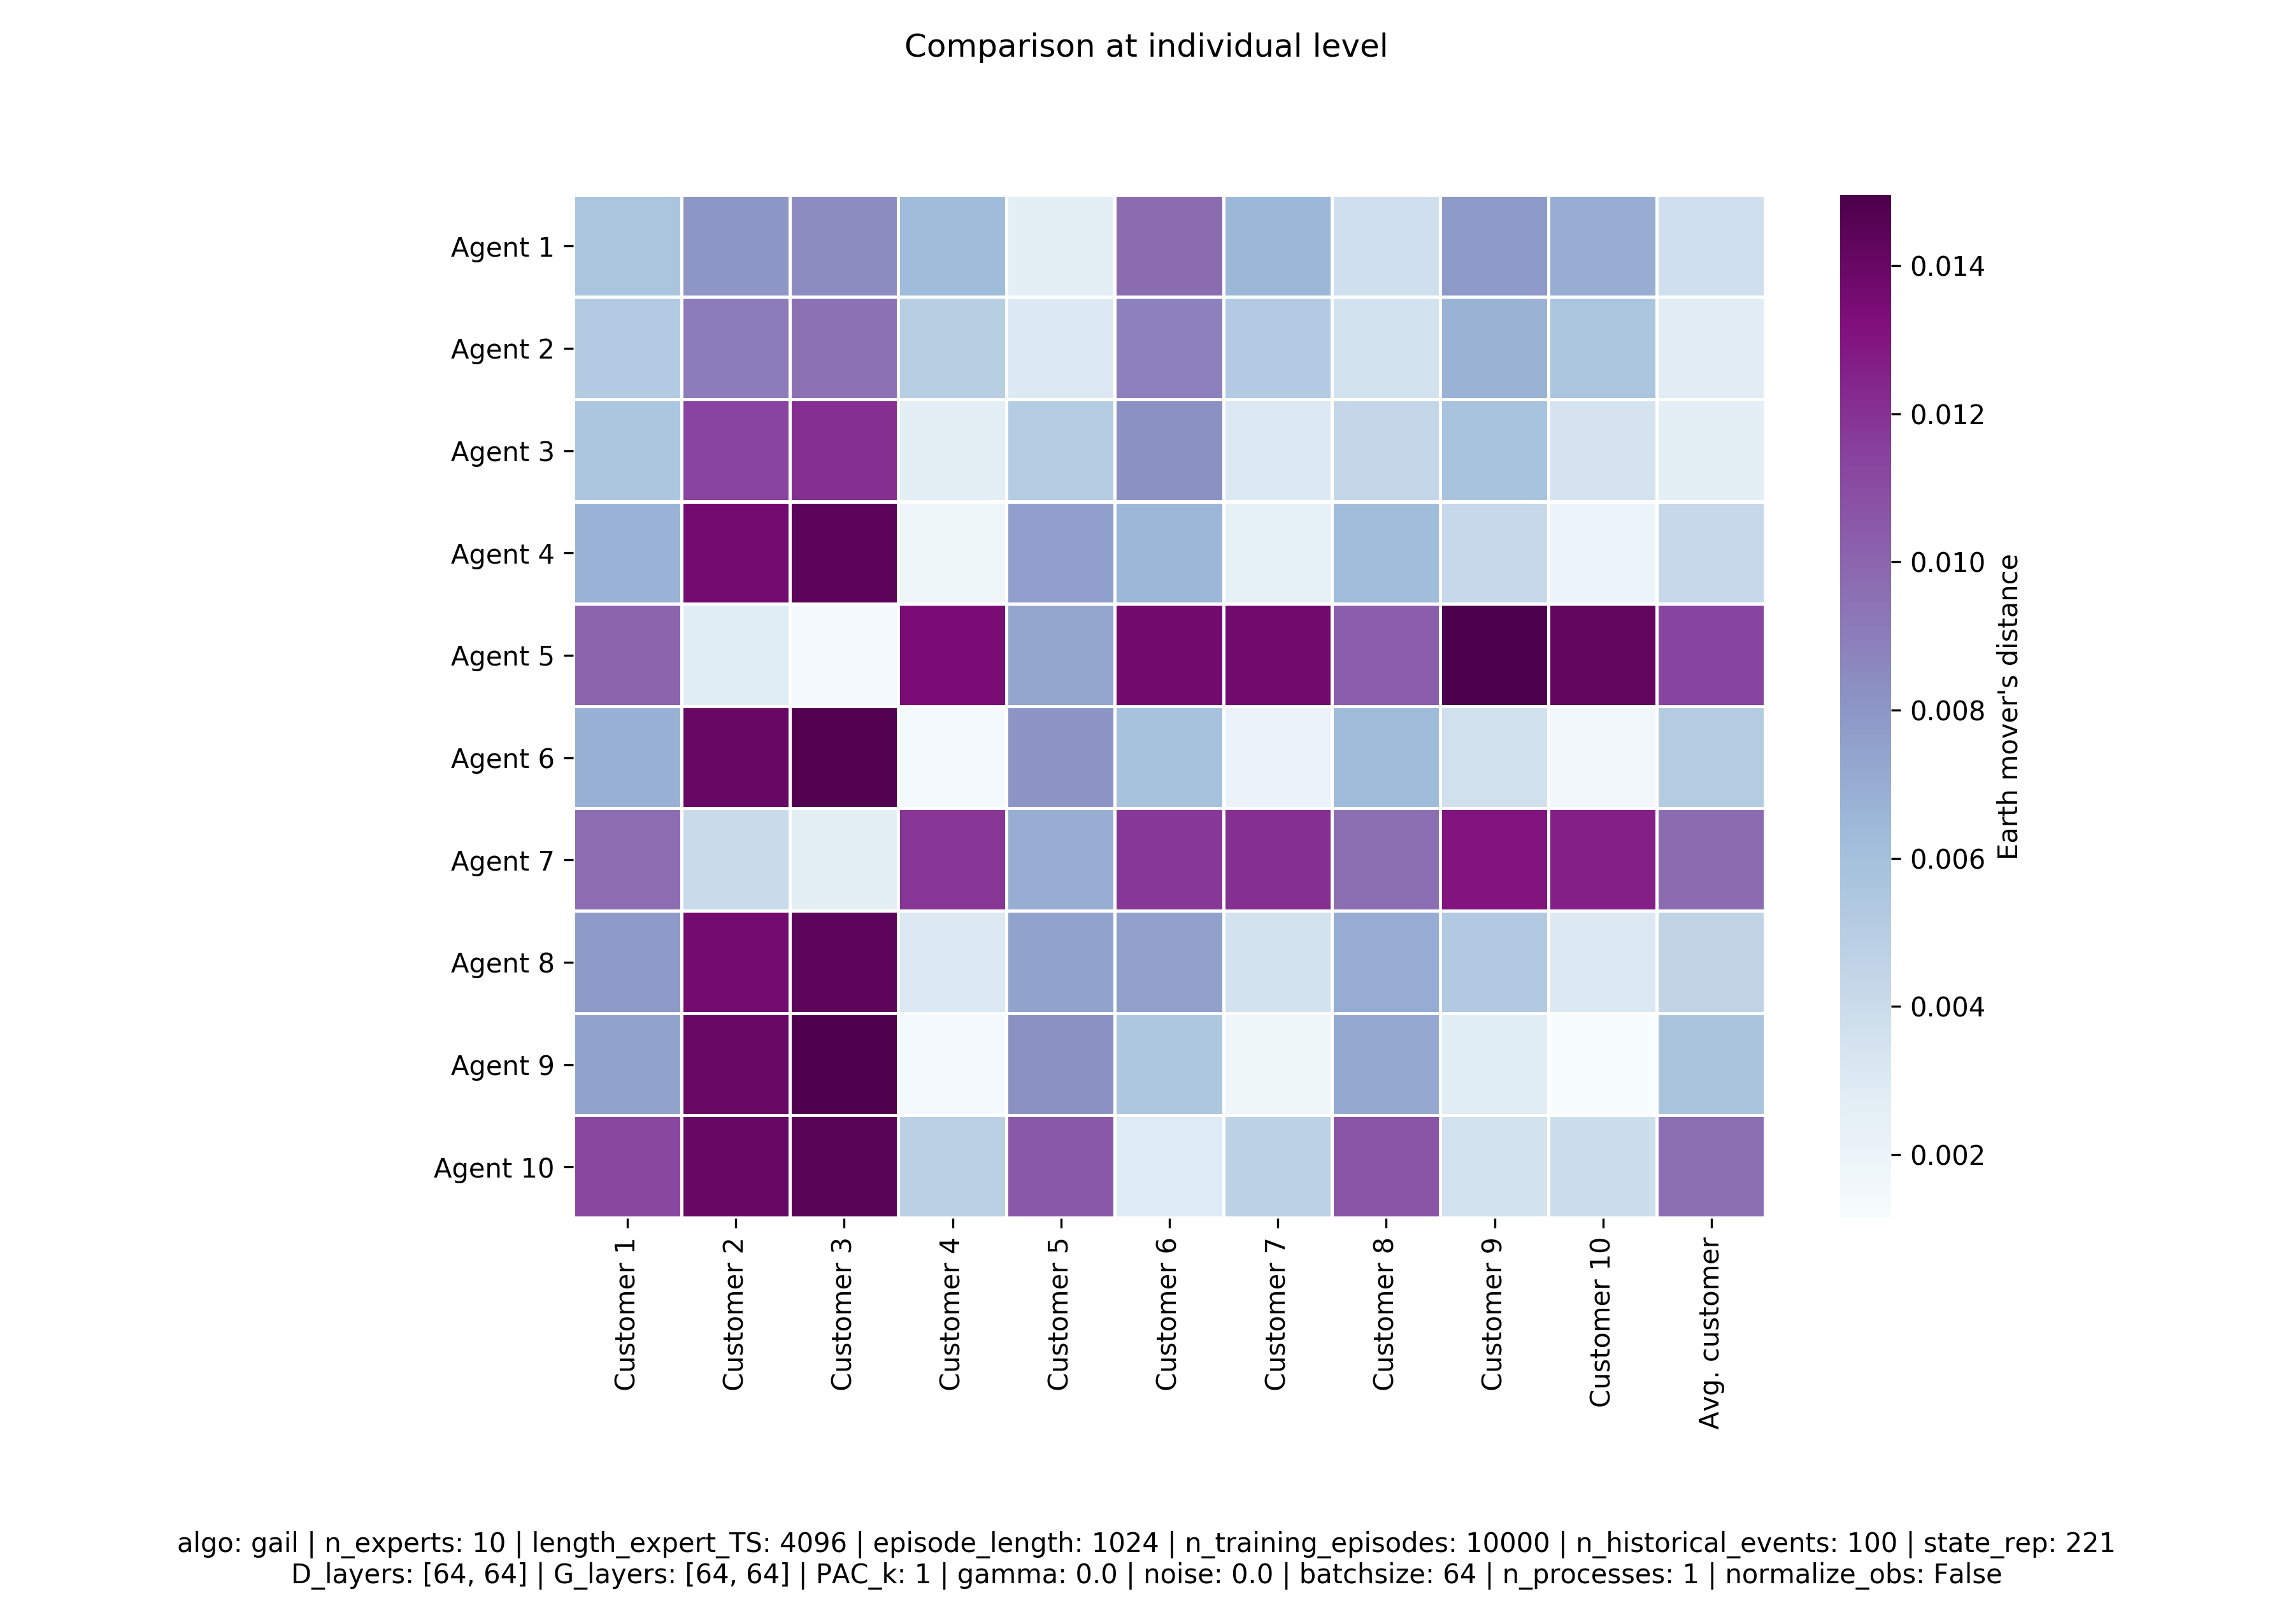 Comparison at individual level
Agent 1
Agent 2
Agent 3
Agent 4
Agent 5
Agent 6
Agent 7
Agent 8
Agent 9
Agent 10
Customer 1
Customer 2
Customer 3
Customer 4
Customer 5
Customer 6
Customer 7
Customer 8
Customer 9
Customer 10
Avg. customer
0.014
0.012
0.010
0.008
0.006
0.004
0.002
Earth mover's distance
algo: gail | n_experts: 10 | length_expert_TS: 4096 | episode_length: 1024 | n_training_episodes: 10000 | n_historical_events: 100 | state_rep: 221
D_layers: [64, 64] | G_layers: [64, 64] | PAC_k: 1 | gamma: 0.0 | noise: 0.0 | batchsize: 64 | n_processes: 1 | normalize_obs: False